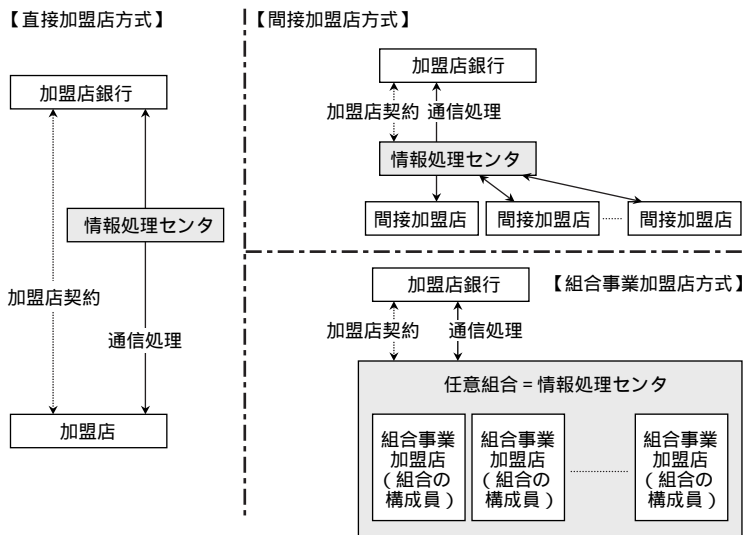 【直接加盟店方式】
加盟店銀行
情報処理センタ
加盟店契約
通信処理
加盟店
【間接加盟店方式】
加盟店銀行
加盟店契約 通信処理
情報処理センタ
間接加盟店 間接加盟店 間接加盟店
【組合事業加盟店方式】
加盟店銀行
加盟店契約 通信処理
任意組合=情報処理センタ
組合事業
加盟店
(組合の
構成員)
組合事業
加盟店
(組合の
構成員)
組合事業
加盟店
(組合の
構成員)